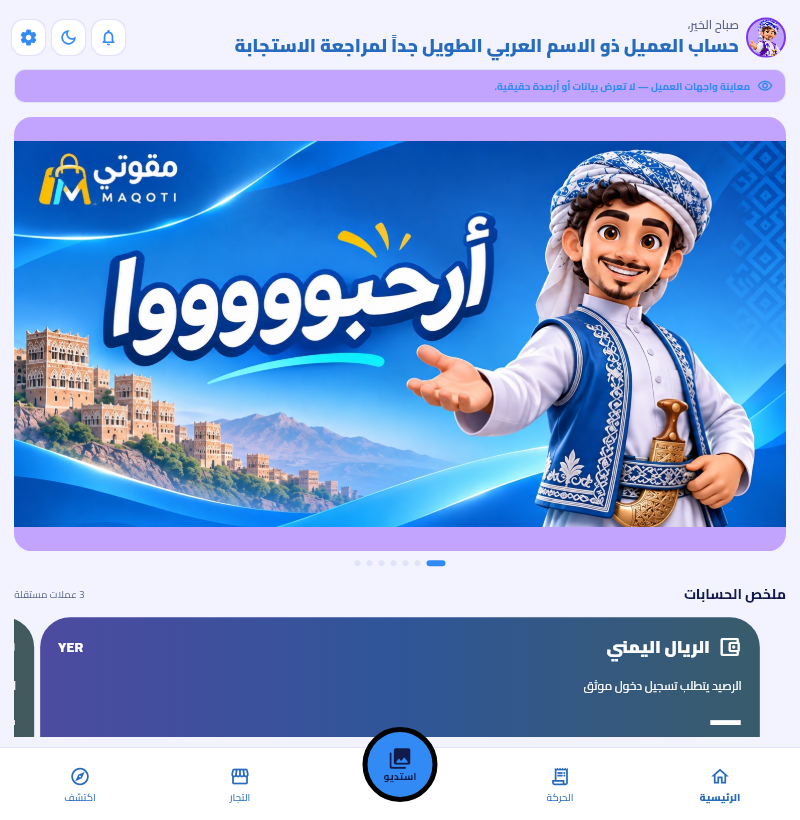 صباح الخير،
حساب العميل ذو الاسم العربي الطويل جداً لمراجعة الاستجابة
معاينة واجهات العميل — لا تعرض بيانات أو أرصدة حقيقية.
مقوتي
MAQOTI
أرحبوووووا
ملخص الحسابات
3 عملات مستقلة
الريال اليمني
YER
الرصيد يتطلب تسجيل دخول موثق
الرئيسية
الحركة
استديو
التجار
اكتشف